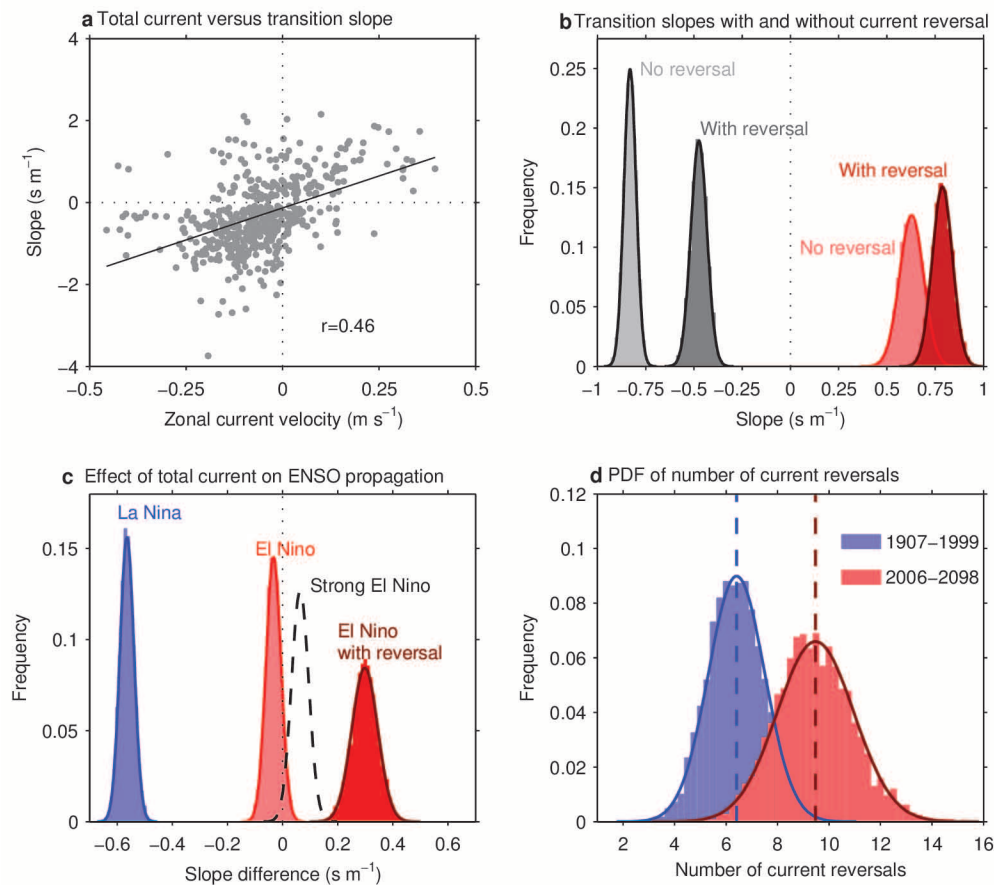 a Total current versus transition slope
4
2
0
−2
−4
Slope (s m⁻¹)
r=0.46
−0.5
−0.25
0
0.25
0.5
Zonal current velocity (m s⁻¹)
b Transition slopes with and without current reversal
0.25
0.2
0.15
0.1
0.05
0
Frequency
No reversal
With reversal
With reversal
No reversal
−1
−0.75
−0.5
−0.25
0
0.25
0.5
0.75
1
Slope (s m⁻¹)
c Effect of total current on ENSO propagation
0.15
0.1
0.05
0
Frequency
La Nina
El Nino
Strong El Nino
El Nino
with reversal
−0.6
−0.4
−0.2
0
0.2
0.4
0.6
Slope difference (s m⁻¹)
d PDF of number of current reversals
0.12
0.1
0.08
0.06
0.04
0.02
0
Frequency
1907−1999
2006−2098
2
4
6
8
10
12
14
16
Number of current reversals